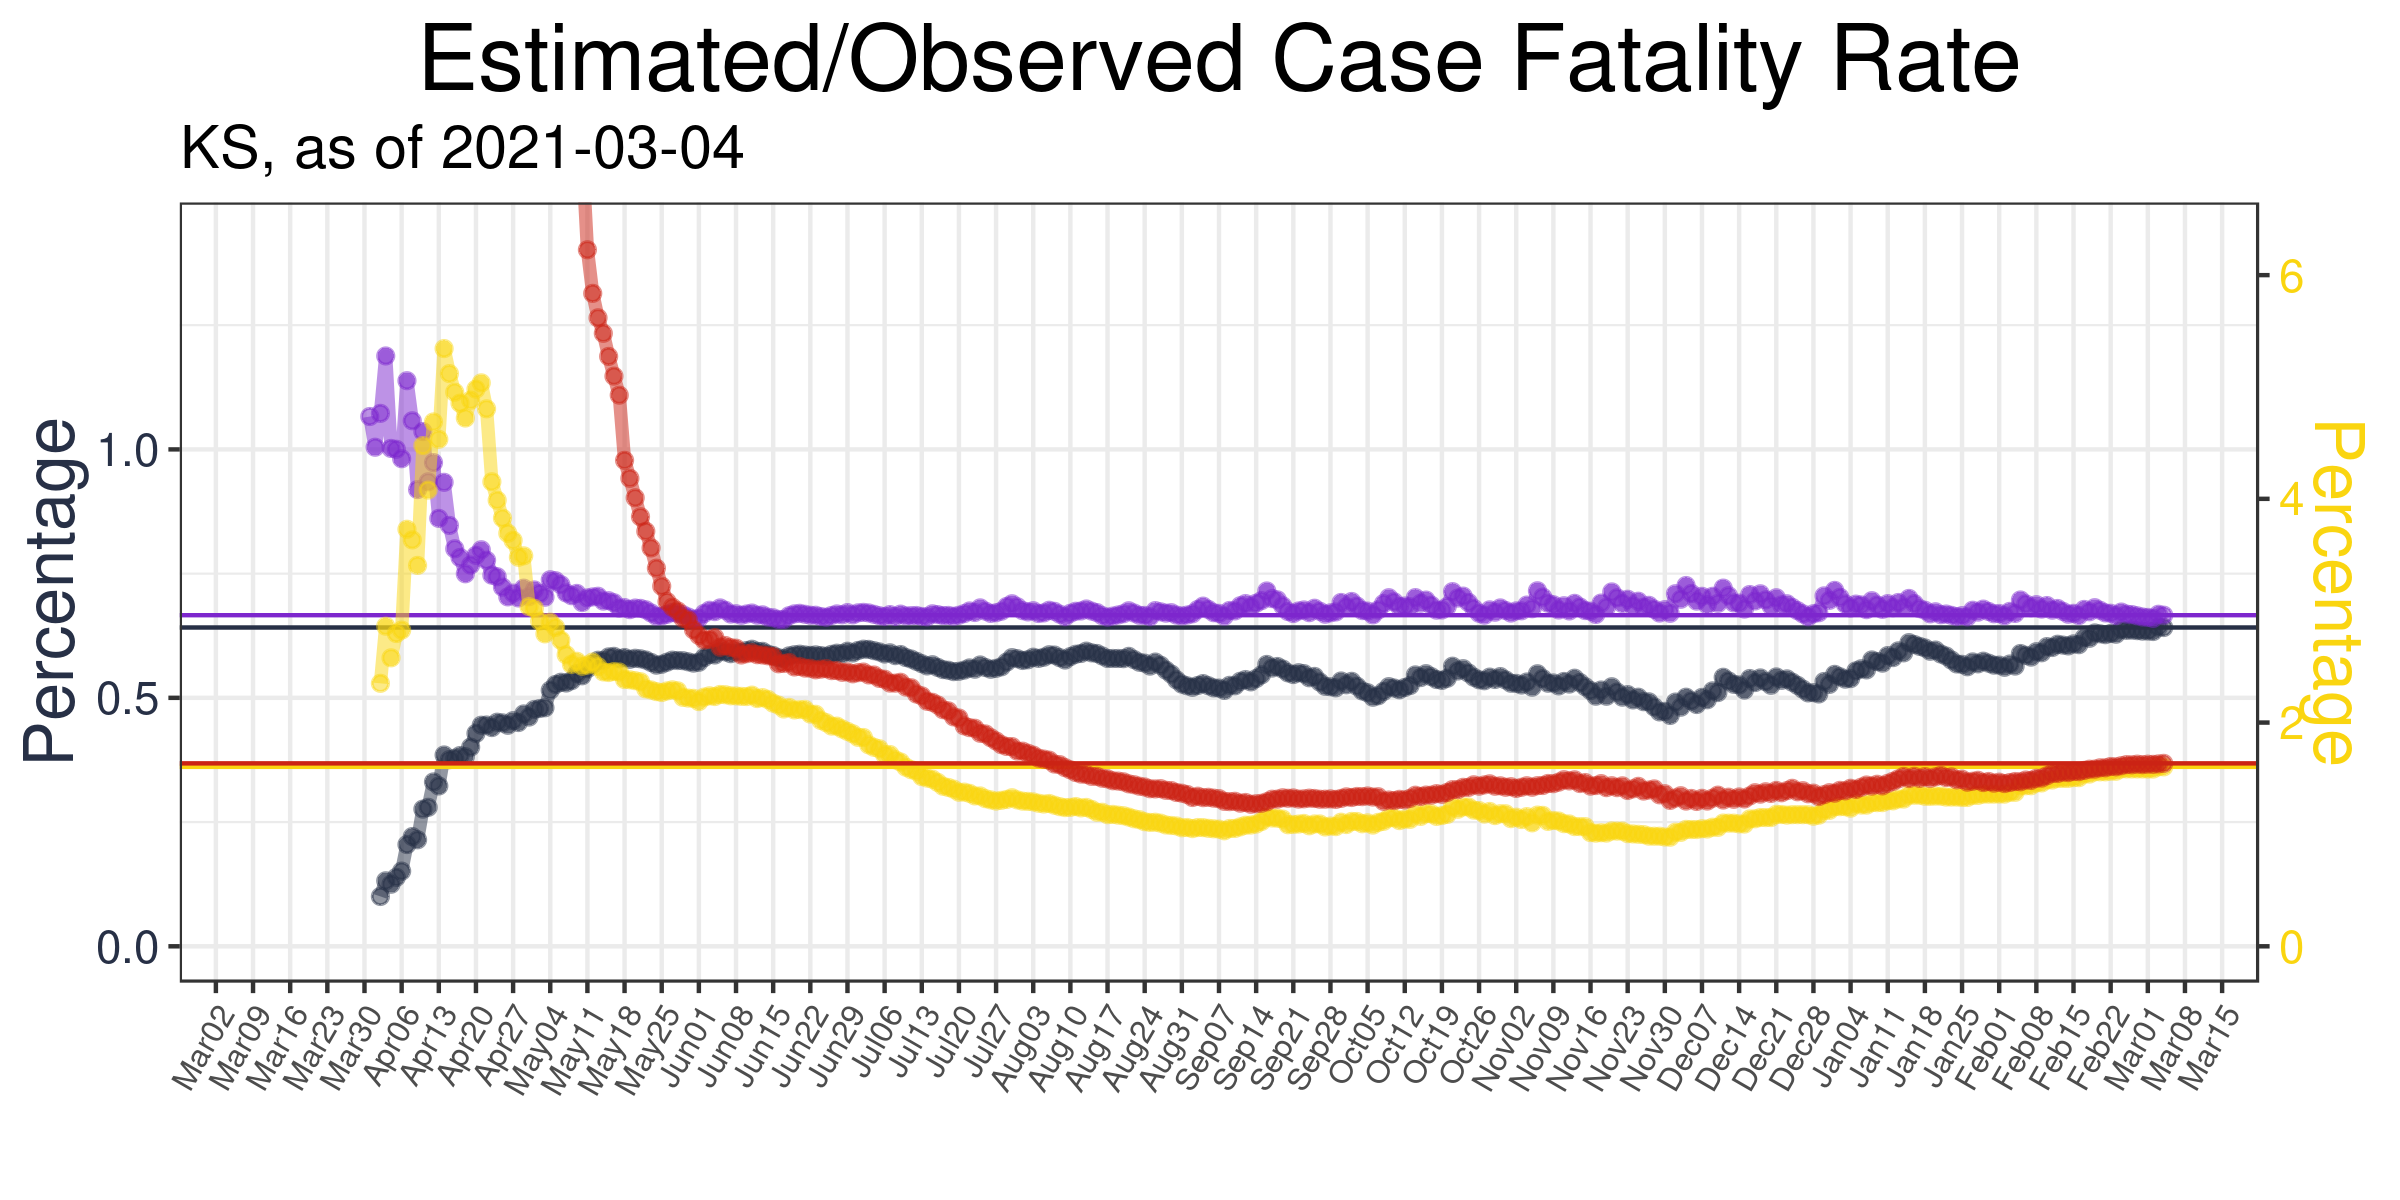 Estimated/Observed Case Fatality Rate
KS, as of 2021-03-04
Percentage
1.0
0.5
0.0
6
4
2
0
Percentage
Mar02
Mar09
Mar16
Mar23
Mar30
Apr06
Apr13
Apr20
Apr27
May04
May11
May18
May25
Jun01
Jun08
Jun15
Jun22
Jun29
Jul06
Jul13
Jul20
Jul27
Aug03
Aug10
Aug17
Aug24
Aug31
Sep07
Sep14
Sep21
Sep28
Oct05
Oct12
Oct19
Oct26
Nov02
Nov09
Nov16
Nov23
Nov30
Dec07
Dec14
Dec21
Dec28
Jan04
Jan11
Jan18
Jan25
Feb01
Feb08
Feb15
Feb22
Mar01
Mar08
Mar15